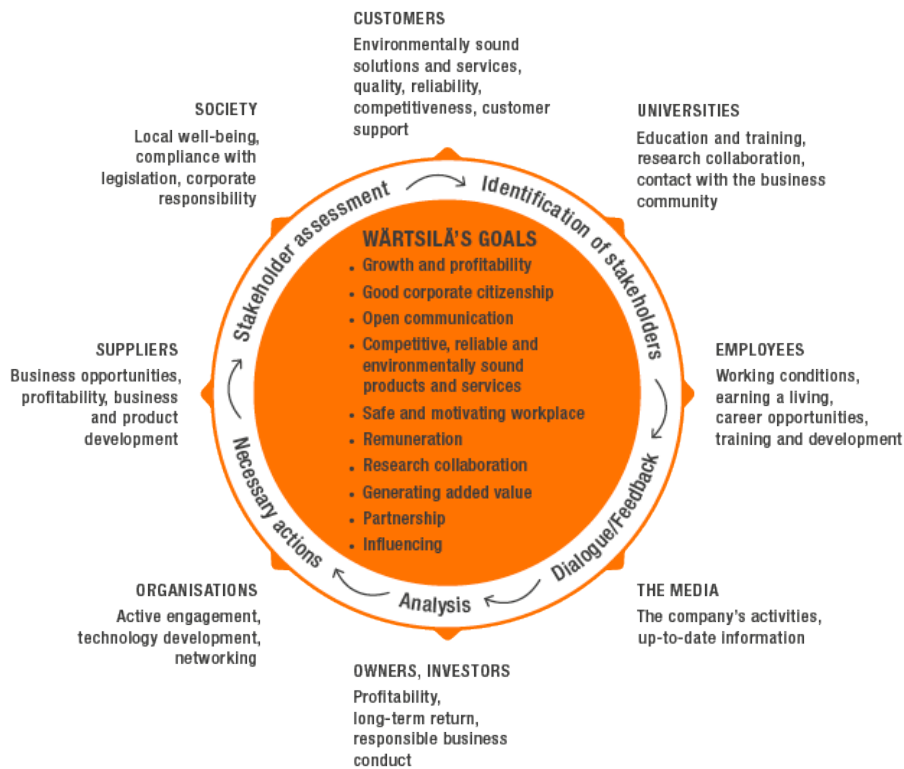 CUSTOMERS
Environmentally sound
solutions and services,
quality, reliability,
competitiveness, customer
support
UNIVERSITIES
Education and training,
research collaboration,
contact with the business
community
EMPLOYEES
Working conditions,
earning a living,
career opportunities,
training and development
THE MEDIA
The company's activities,
up-to-date information
OWNERS, INVESTORS
Profitability,
long-term return,
responsible business
conduct
ORGANISATIONS
Active engagement,
technology development,
networking
SUPPLIERS
Business opportunities,
profitability, business
and product
development
SOCIETY
Local well-being,
compliance with
legislation, corporate
responsibility
Stakeholder assessment
Identification of stakeholders
Dialogue/Feedback
Analysis
Necessary actions
WÄRTSILÄ'S GOALS
• Growth and profitability
• Good corporate citizenship
• Open communication
• Competitive, reliable and
environmentally sound
products and services
• Safe and motivating workplace
• Remuneration
• Research collaboration
• Generating added value
• Partnership
• Influencing